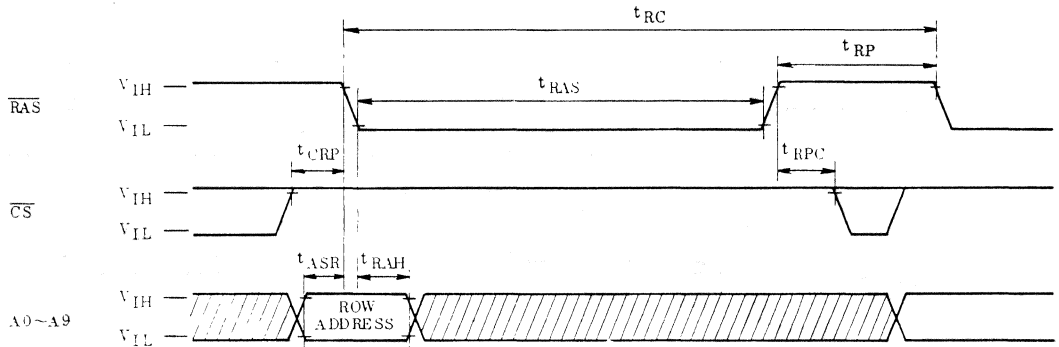 tRC
tRP
RAS
VIH
VIL
tRAS
tCRP
tRPC
CS
VIH
VIL
tASR
tRAH
A0~A9
VIH
VIL
ROW
ADDRESS